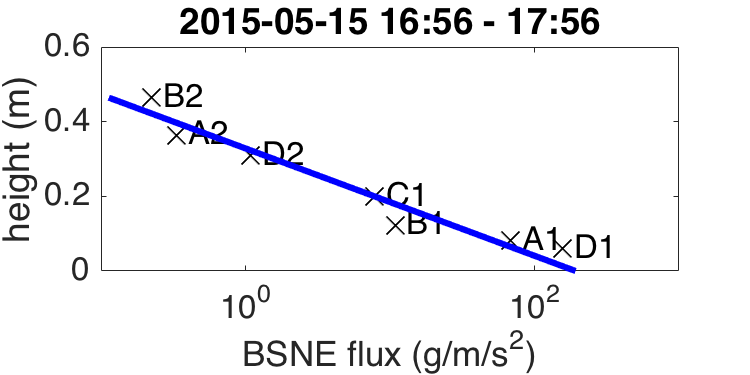 2015-05-15 16:56 - 17:56
height (m)
0.6
0.4
0.2
0
B2
A2
D2
C1
B1
A1
D1
10^0
10^2
BSNE flux (g/m/s^2)